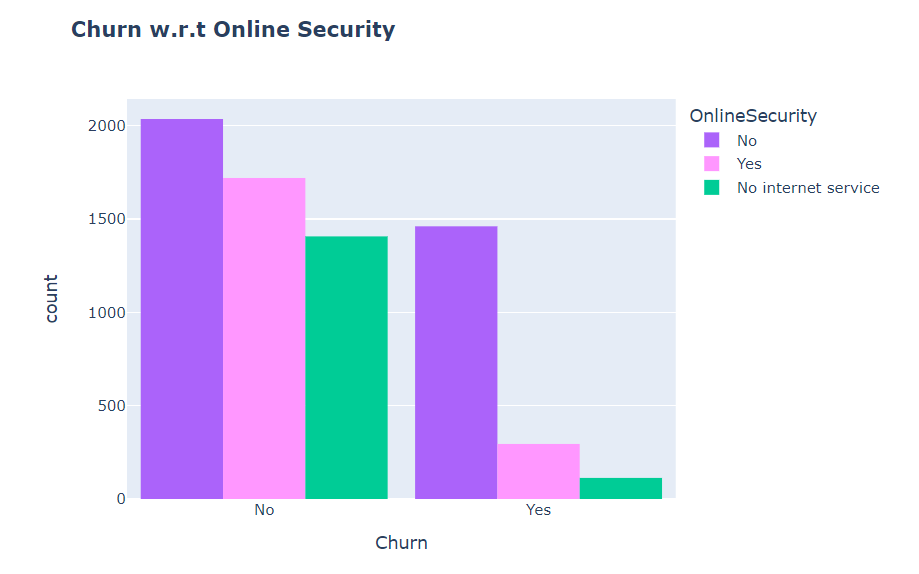 Churn w.r.t Online Security
OnlineSecurity
No
Yes
No internet service
count
2000
1500
1000
500
0
No
Yes
Churn